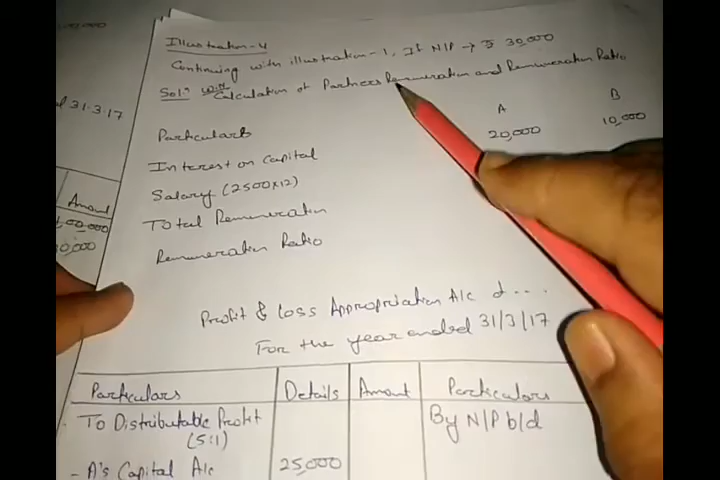 Illustration-4
Continuing with illustration-1, If N/P → ₹ 30,000
Soln With
Calculation of Partners Remuneration and Remuneration Ratio
Particulars A B
Interest on Capital 20,000 10,000
Salary (2500x12)
Total Remuneration
Remuneration Ratio
Profit & Loss Appropriation A/c of ....
For the year ended 31/3/17
Particulars Details Amount Particulars
To Distributable Profit By N/P b/d
(5:1)
- A's Capital A/c 25,000
31.3.17
Amount